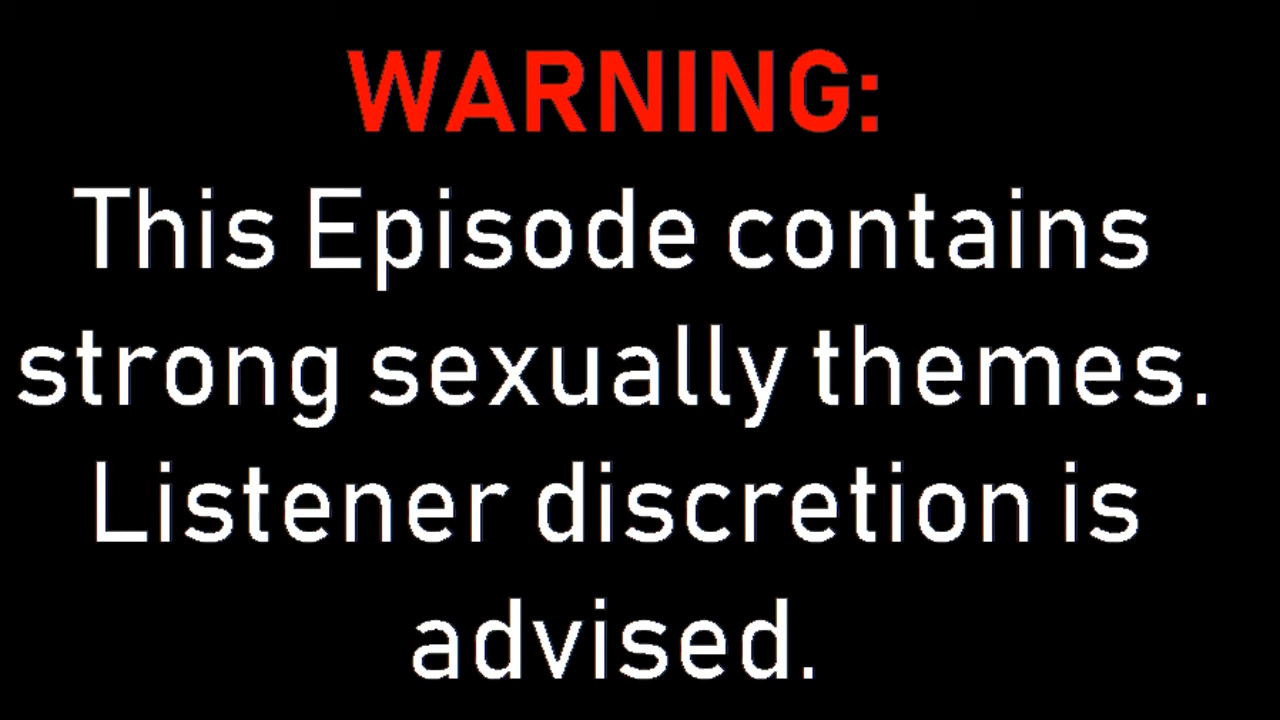 WARNING:
This Episode contains
strong sexually themes.
Listener discretion is
advised.